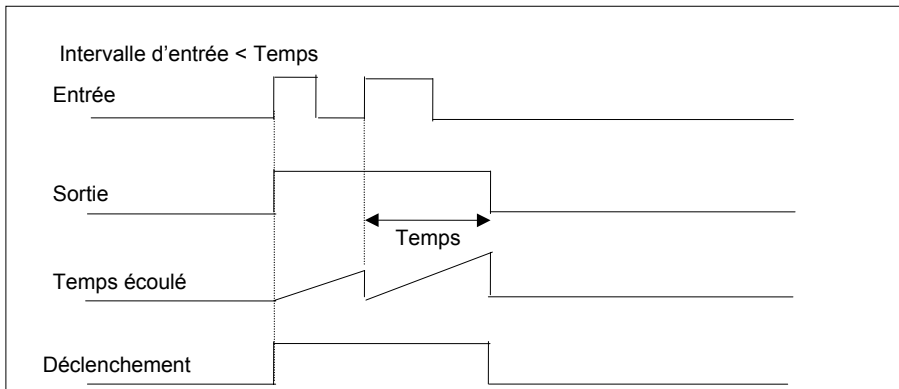 Intervalle d’entrée < Temps
Entrée
Sortie
Temps
Temps écoulé
Déclenchement